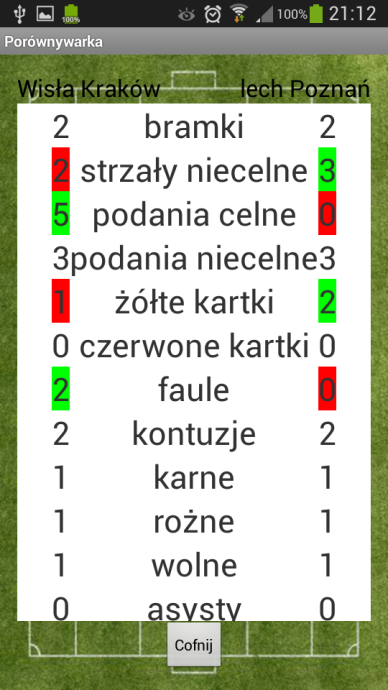 100% 100% 21:12
Porównywarka
Wisła Kraków lech Poznań
2 bramki 2
2 strzały niecelne 3
5 podania celne 0
3 podania niecelne 3
1 żółte kartki 2
0 czerwone kartki 0
2 faule 0
2 kontuzje 2
1 karne 1
1 rożne 1
1 wolne 1
0 asysty 0
Cofnij